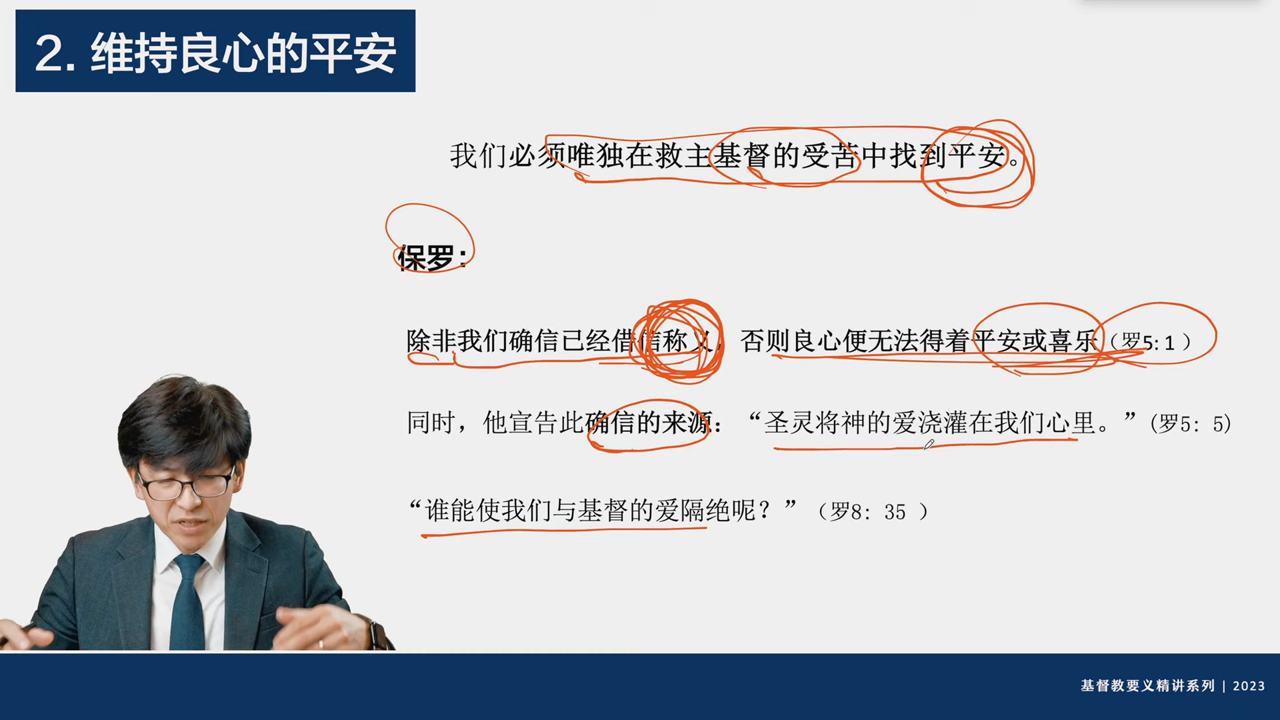 2. 维持良心的平安
我们必须唯独在救主基督的受苦中找到平安。
保罗：
除非我们确信已经借信称义，否则良心便无法得着平安或喜乐（罗5: 1 ）
同时，他宣告此确信的来源：“圣灵将神的爱浇灌在我们心里。”(罗5: 5)
“谁能使我们与基督的爱隔绝呢？”（罗8: 35 ）
基督教要义精讲系列 | 2023